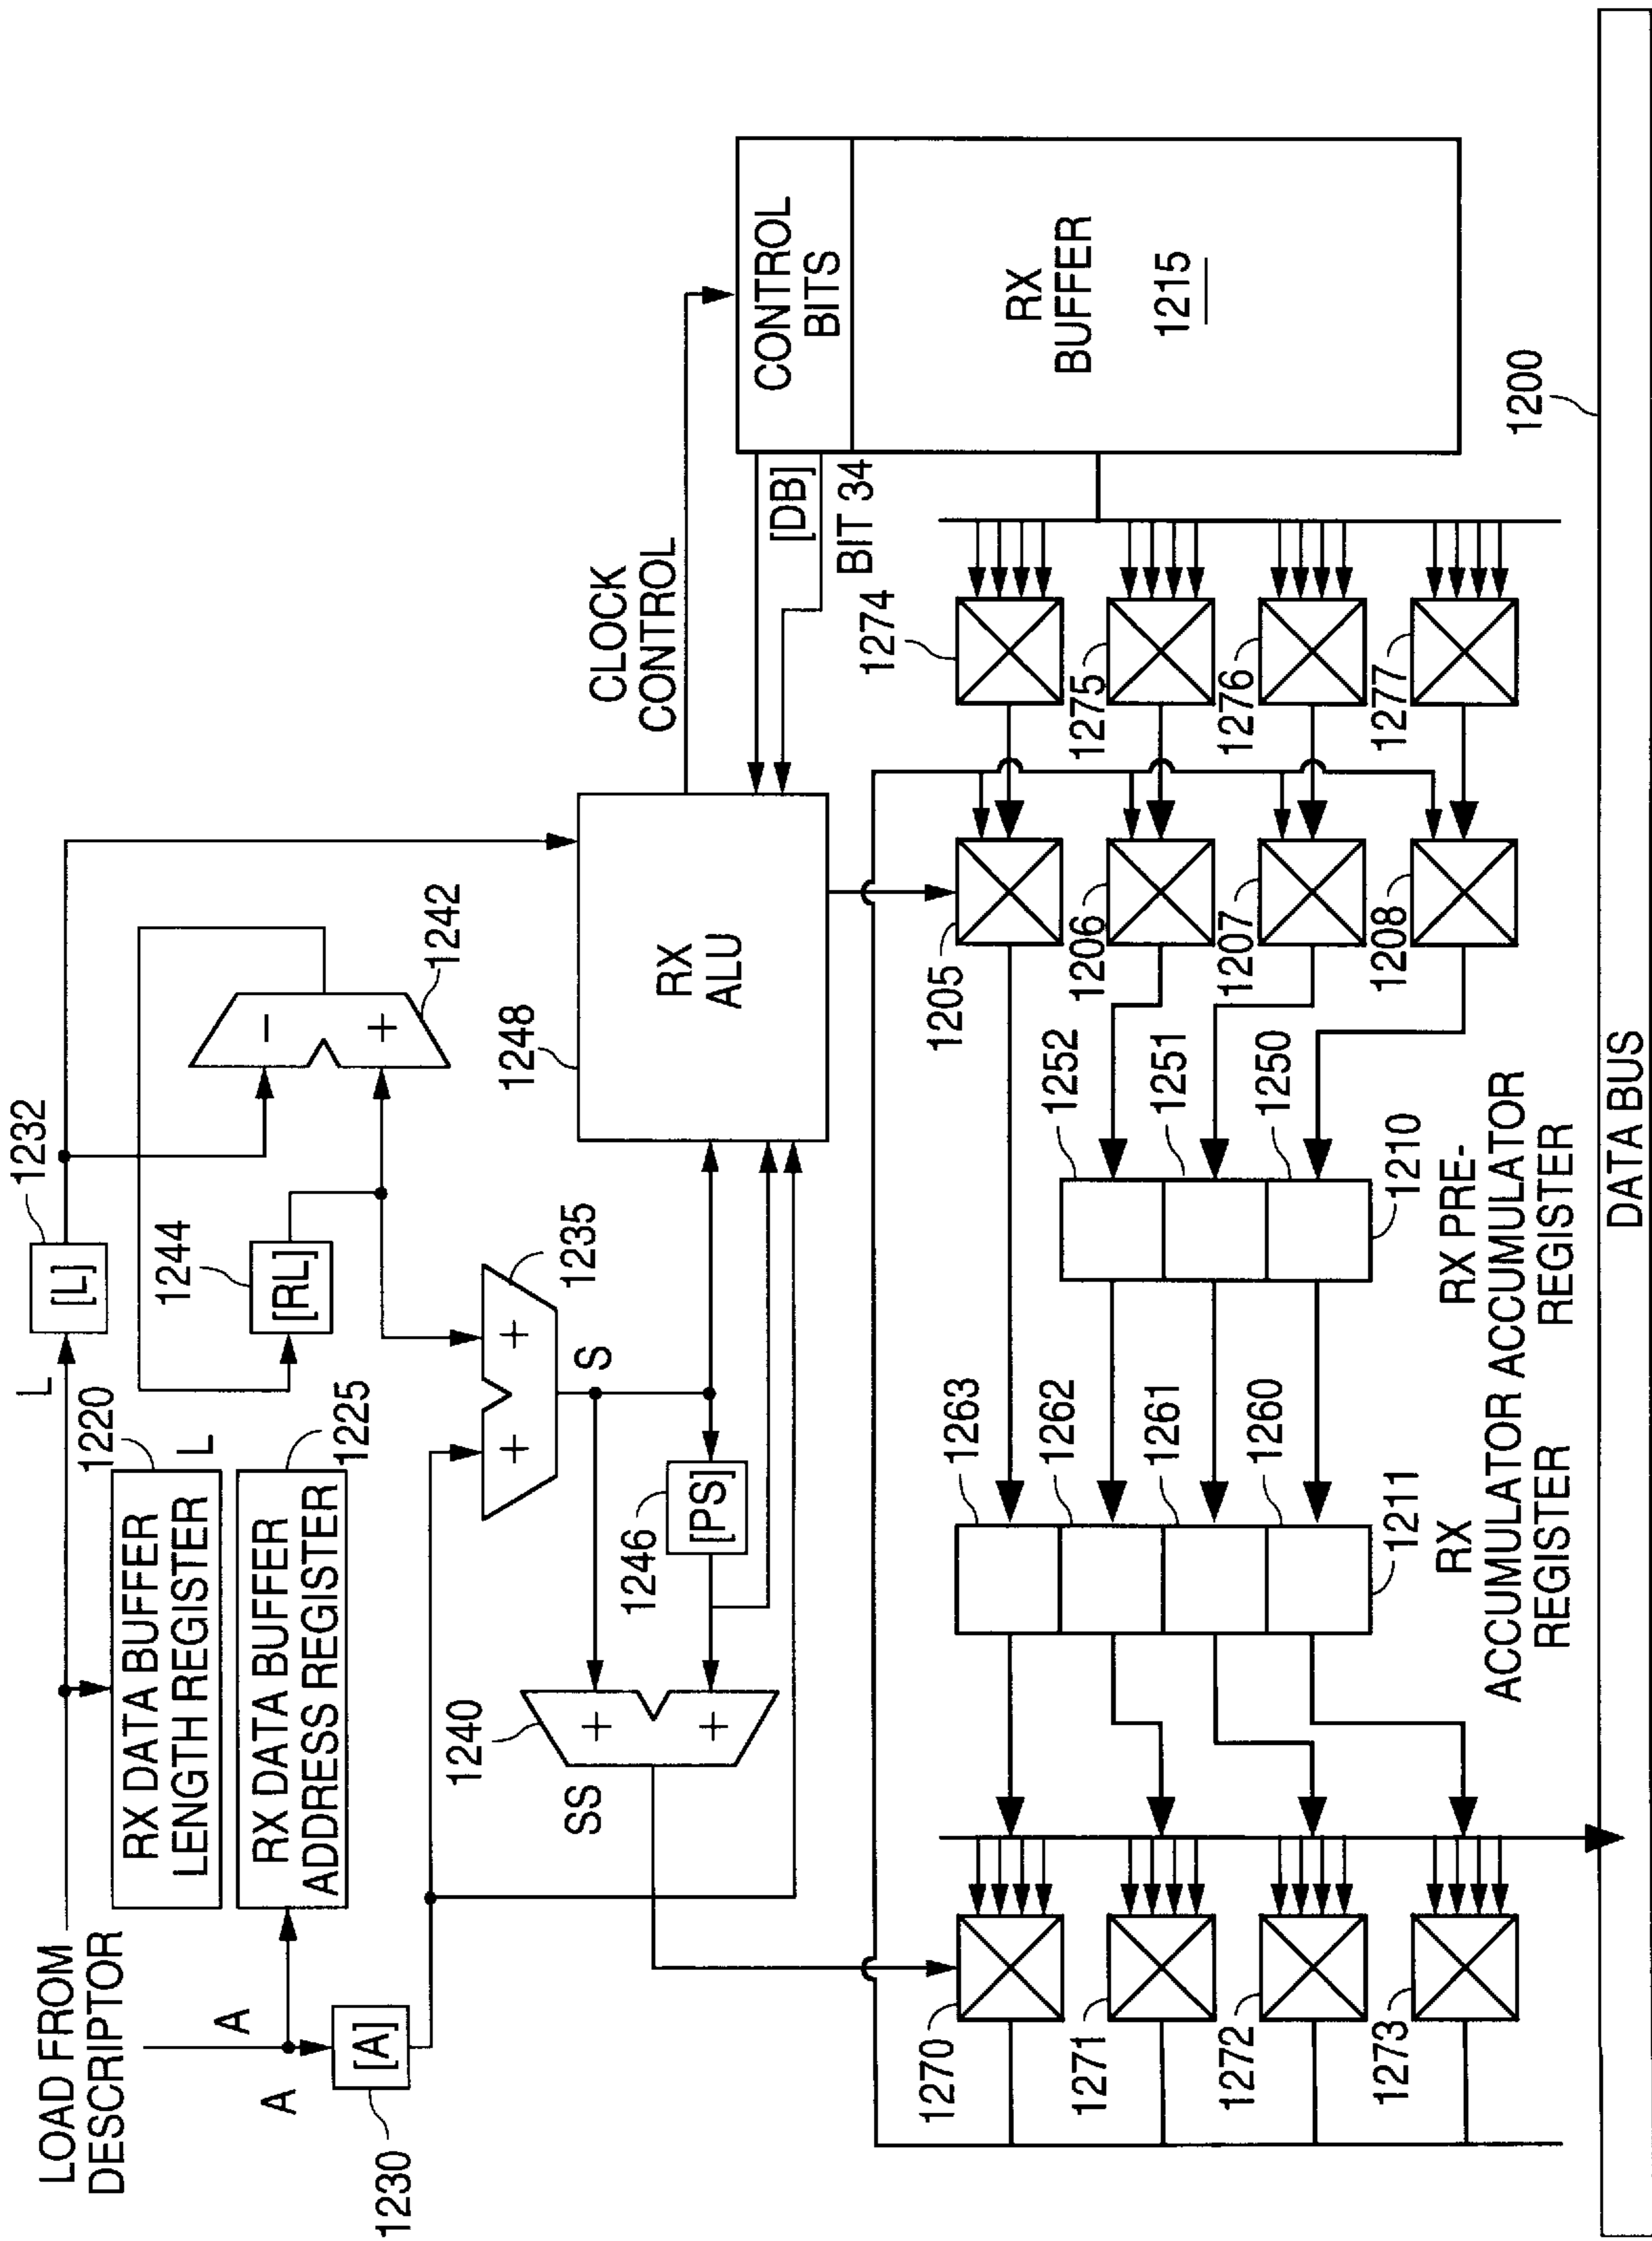 LOAD FROM
DESCRIPTOR
A
A
[A]
1230
L
RX DATA BUFFER
LENGTH REGISTER
1220
L
RX DATA BUFFER
ADDRESS REGISTER
1225
[L]
1232
1244
[RL]
-
+
1242
+
+
1235
S
1246
[PS]
1240
+
+
SS
1248
RX
ALU
CLOCK
CONTROL
CONTROL
BITS
[DB]
BIT 34
RX
BUFFER
1215
1270
1271
1272
1273
1263
1262
1261
1260
1211
RX
ACCUMULATOR
REGISTER
1252
1251
1250
1210
RX PRE-
ACCUMULATOR
REGISTER
1205
1206
1207
1208
1274
1275
1276
1277
1200
DATA BUS